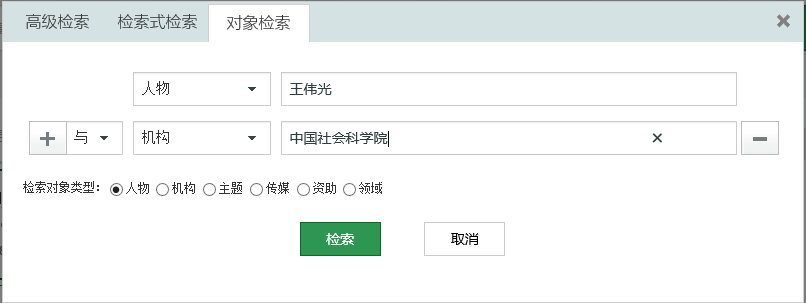 高级检索 检索式检索 对象检索
人物 王伟光
与 机构 中国社会科学院
检索对象类型: 人物 机构 主题 传媒 资助 领域
检索 取消